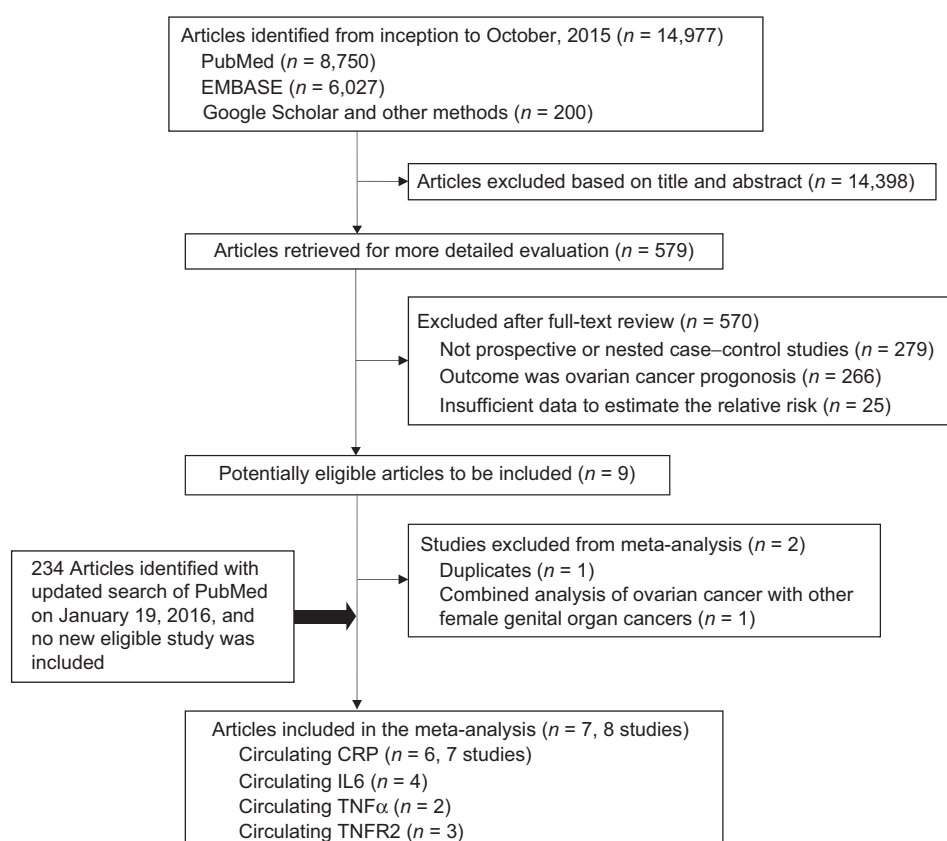 Articles identified from inception to October, 2015 (n = 14,977)
PubMed (n = 8,750)
EMBASE (n = 6,027)
Google Scholar and other methods (n = 200)
Articles excluded based on title and abstract (n = 14,398)
Articles retrieved for more detailed evaluation (n = 579)
Excluded after full-text review (n = 570)
Not prospective or nested case–control studies (n = 279)
Outcome was ovarian cancer progonosis (n = 266)
Insufficient data to estimate the relative risk (n = 25)
Potentially eligible articles to be included (n = 9)
Studies excluded from meta-analysis (n = 2)
Duplicates (n = 1)
Combined analysis of ovarian cancer with other
female genital organ cancers (n = 1)
234 Articles identified with
updated search of PubMed
on January 19, 2016, and
no new eligible study was
included
Articles included in the meta-analysis (n = 7, 8 studies)
Circulating CRP (n = 6, 7 studies)
Circulating IL6 (n = 4)
Circulating TNFα (n = 2)
Circulating TNFR2 (n = 3)